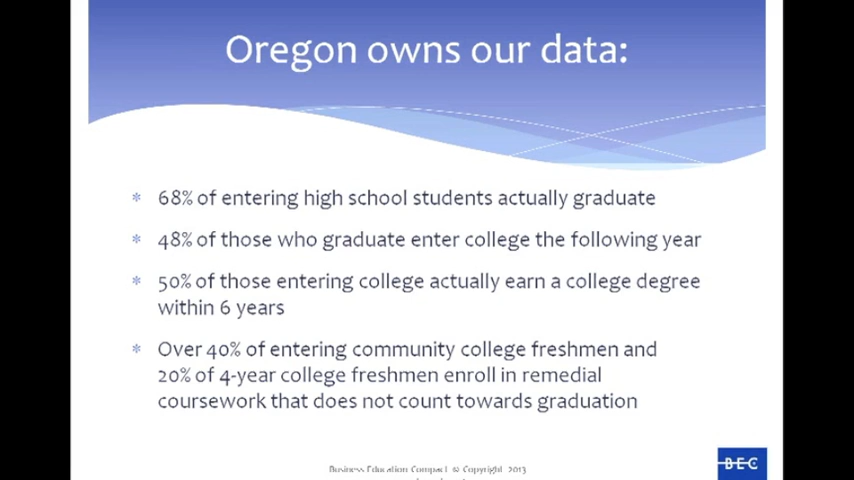 Oregon owns our data:
* 68% of entering high school students actually graduate
* 48% of those who graduate enter college the following year
* 50% of those entering college actually earn a college degree
within 6 years
* Over 40% of entering community college freshmen and
20% of 4-year college freshmen enroll in remedial
coursework that does not count towards graduation
Business Education Compact © Copyright 2013
BEC